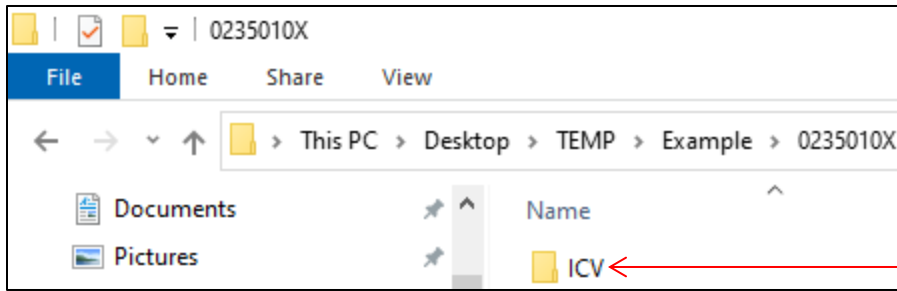 0235010X
File Home Share View
This PC > Desktop > TEMP > Example > 0235010X
Documents
Name
Pictures
ICV